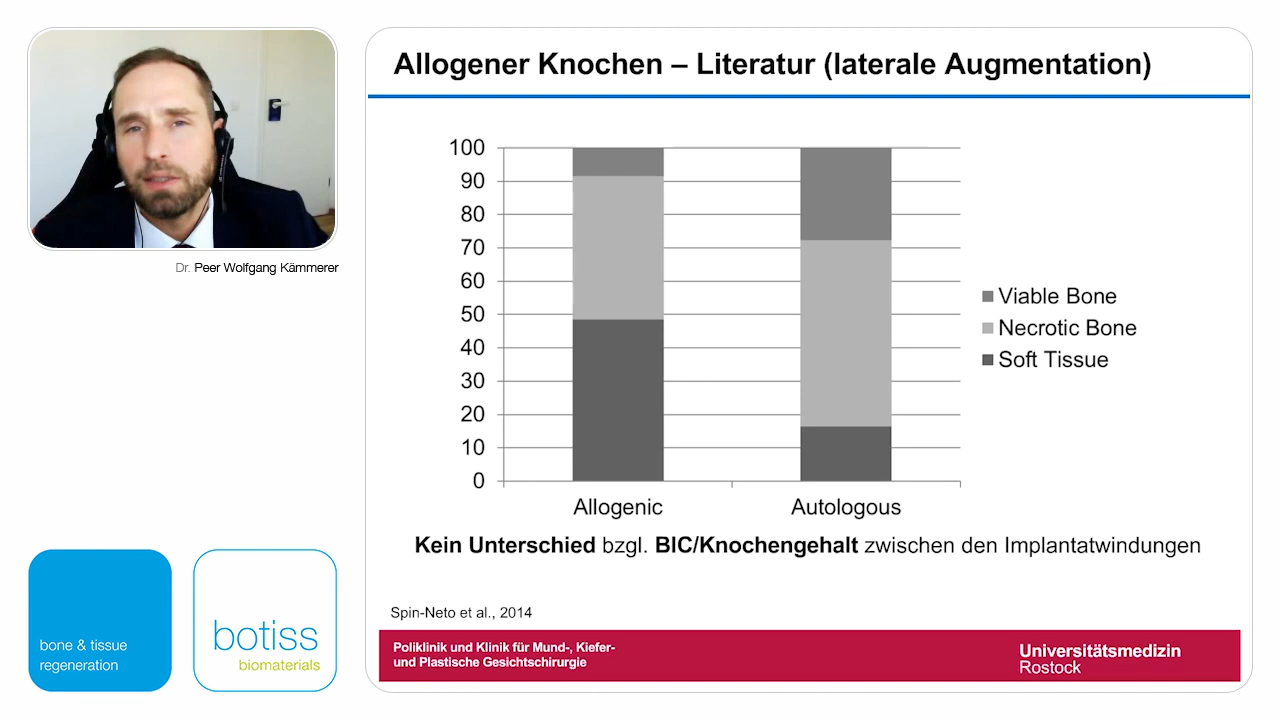 Allogener Knochen – Literatur (laterale Augmentation)
Dr. Peer Wolfgang Kämmerer
100
90
80
70
60
50
40
30
20
10
0
Allogenic
Autologous
Viable Bone
Necrotic Bone
Soft Tissue
Kein Unterschied bzgl. BIC/Knochengehalt zwischen den Implantatwindungen
Spin-Neto et al., 2014
Poliklinik und Klinik für Mund-, Kiefer-
und Plastische Gesichtschirurgie
Universitätsmedizin
Rostock
bone & tissue
regeneration
botiss
biomaterials